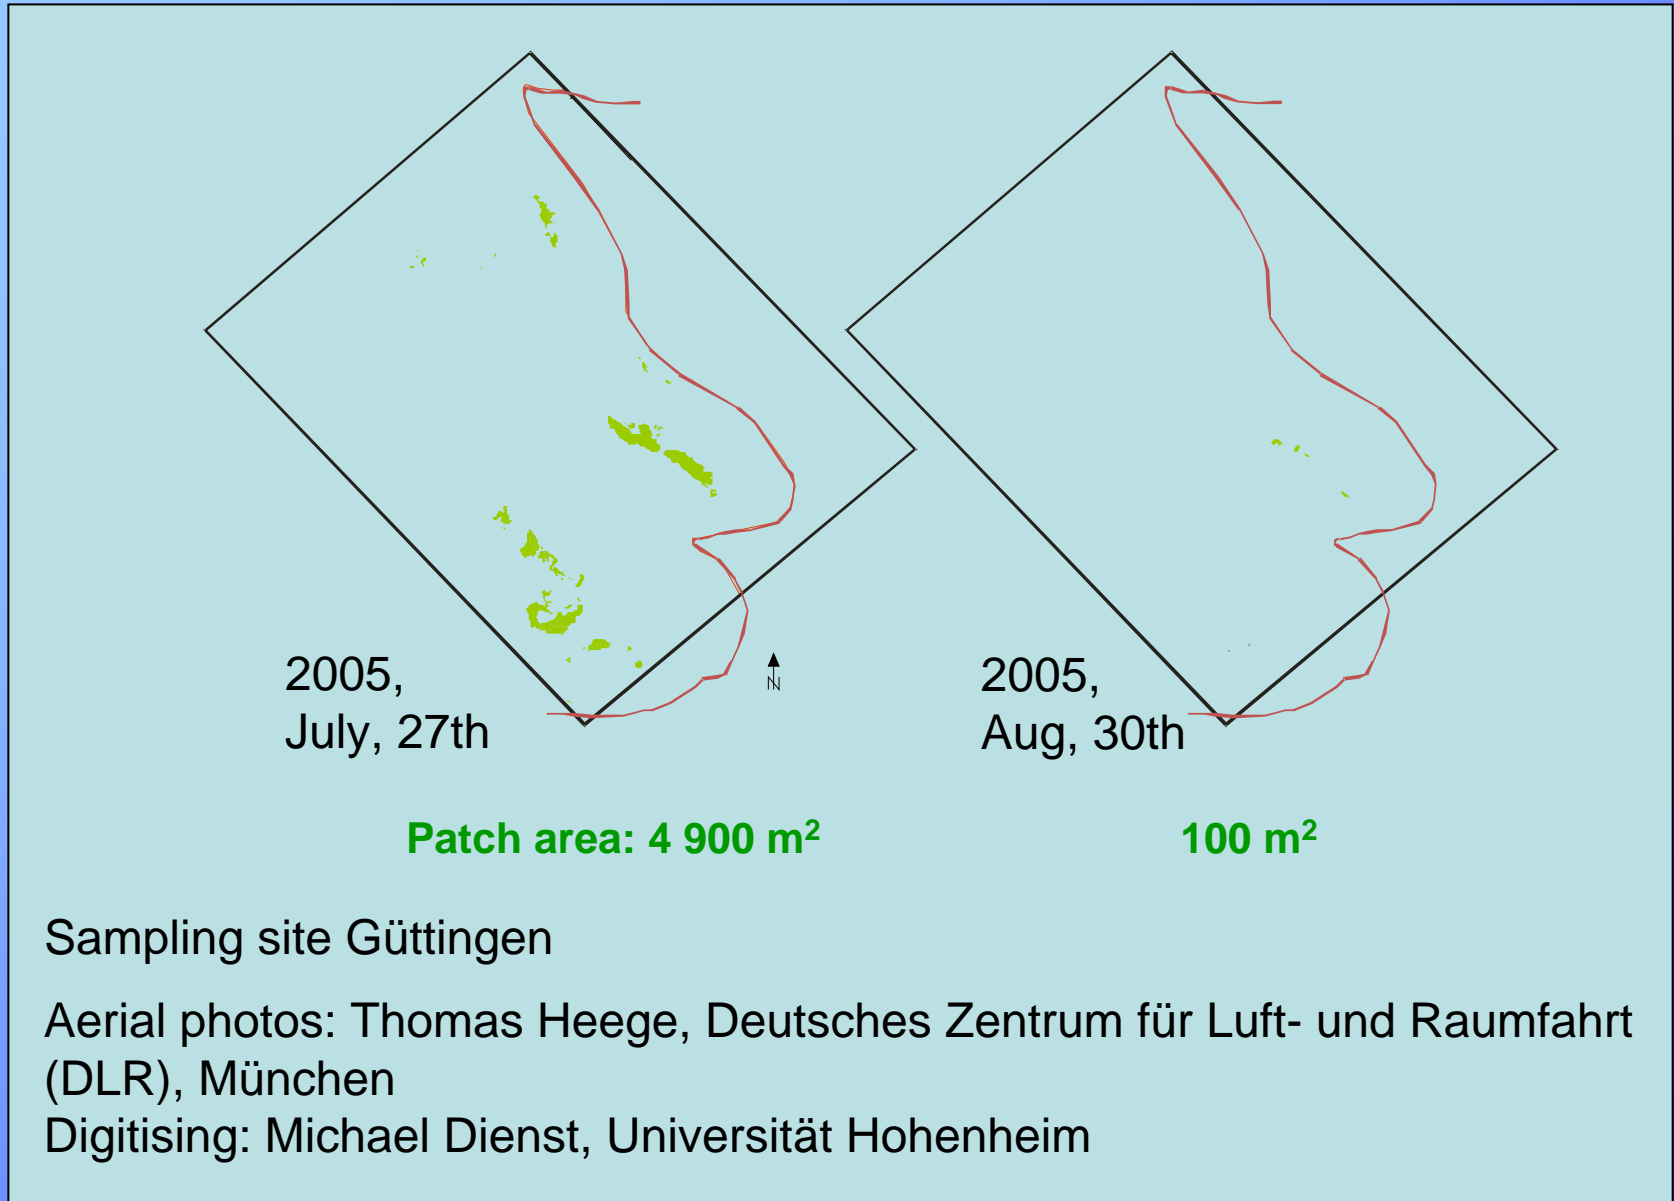 2005,
July, 27th
N
2005,
Aug, 30th
Patch area: 4 900 m²
100 m²
Sampling site Güttingen
Aerial photos: Thomas Heege, Deutsches Zentrum für Luft- und Raumfahrt
(DLR), München
Digitising: Michael Dienst, Universität Hohenheim